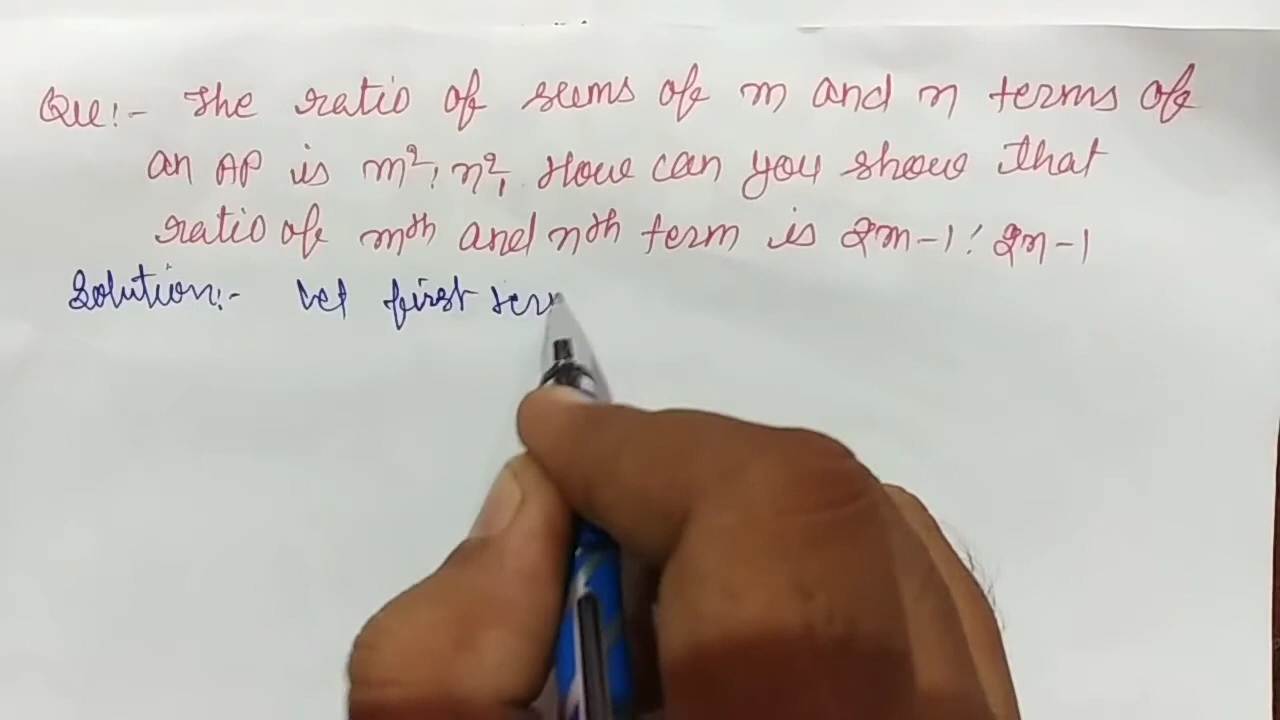 Que:- The ratio of sums of m and n terms of
an AP is m²:n², How can you show that
ratio of mth and nth term is 2m-1:2n-1
Solution:- Let first ter